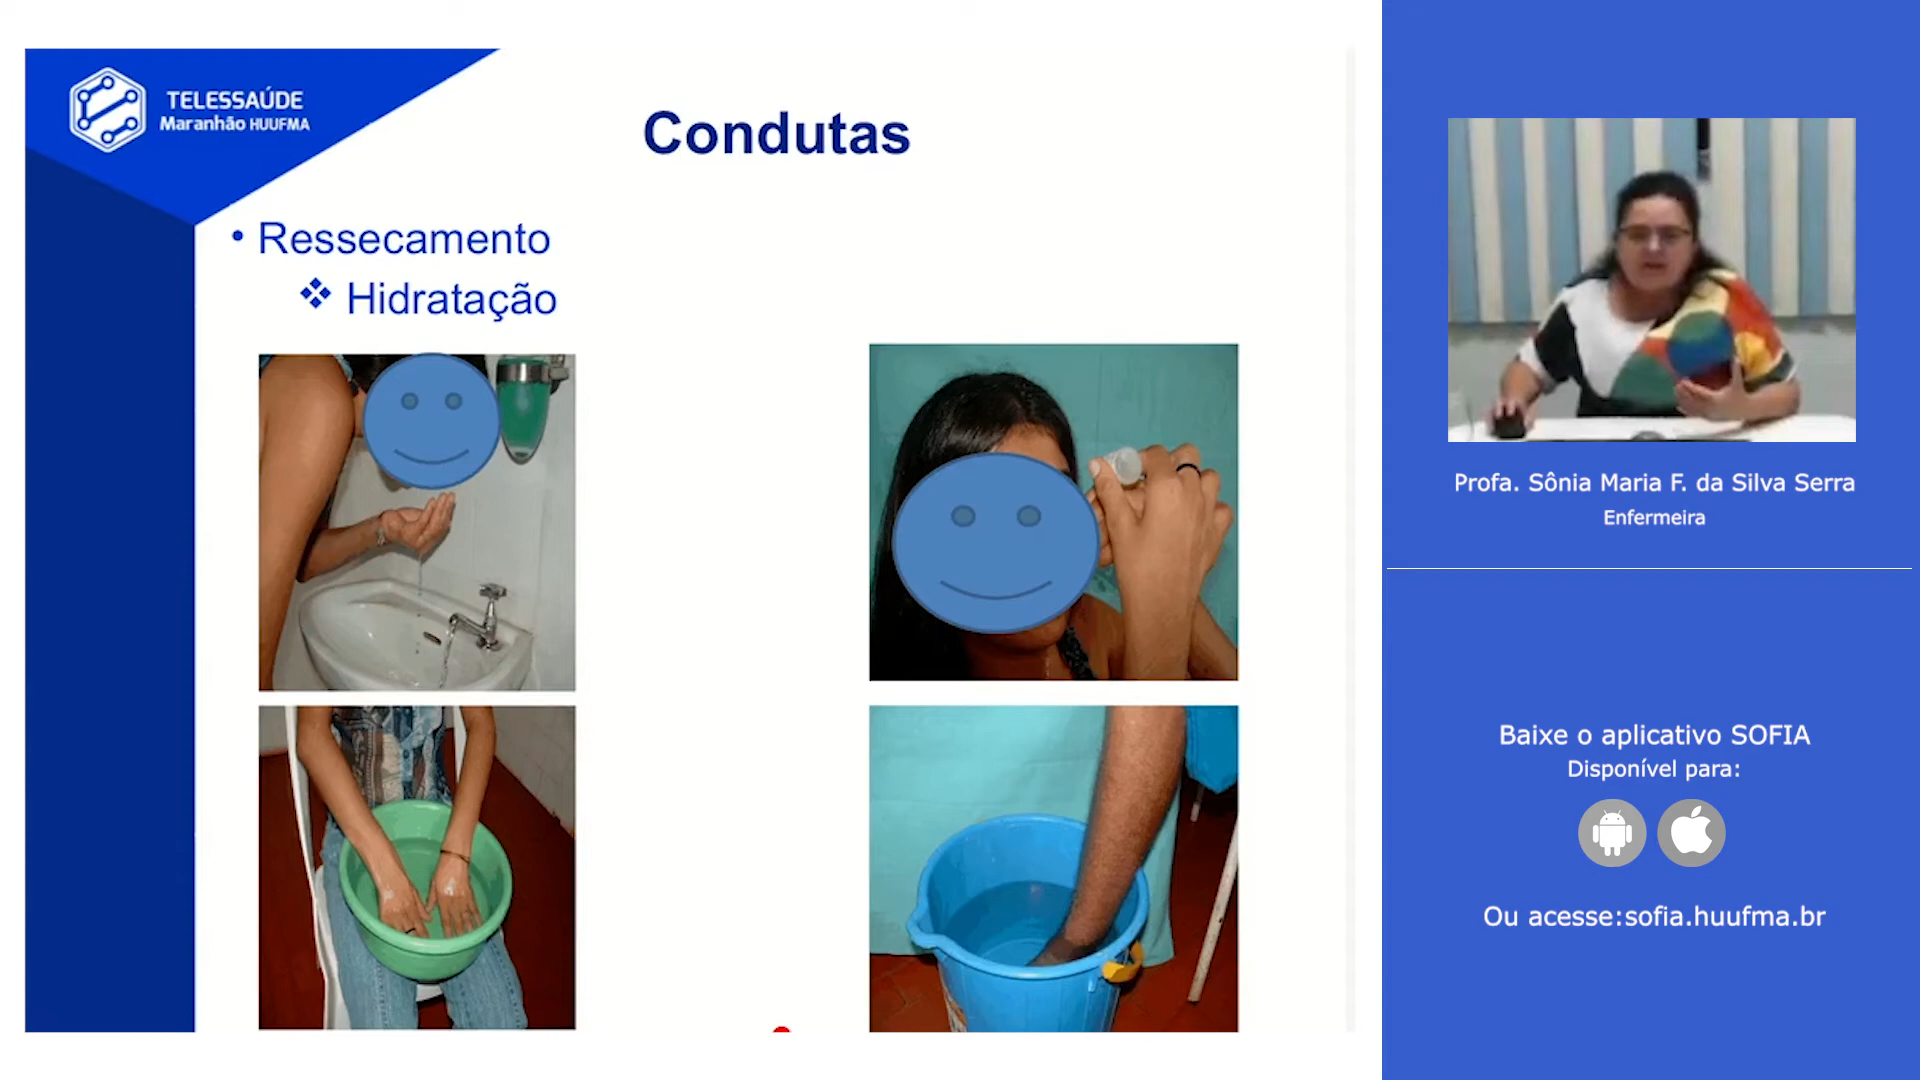 TELESSAÚDE
Maranhão HUUFMA
Condutas
• Ressecamento
❖ Hidratação
Profa. Sônia Maria F. da Silva Serra
Enfermeira
Baixe o aplicativo SOFIA
Disponível para:
Ou acesse:sofia.huufma.br